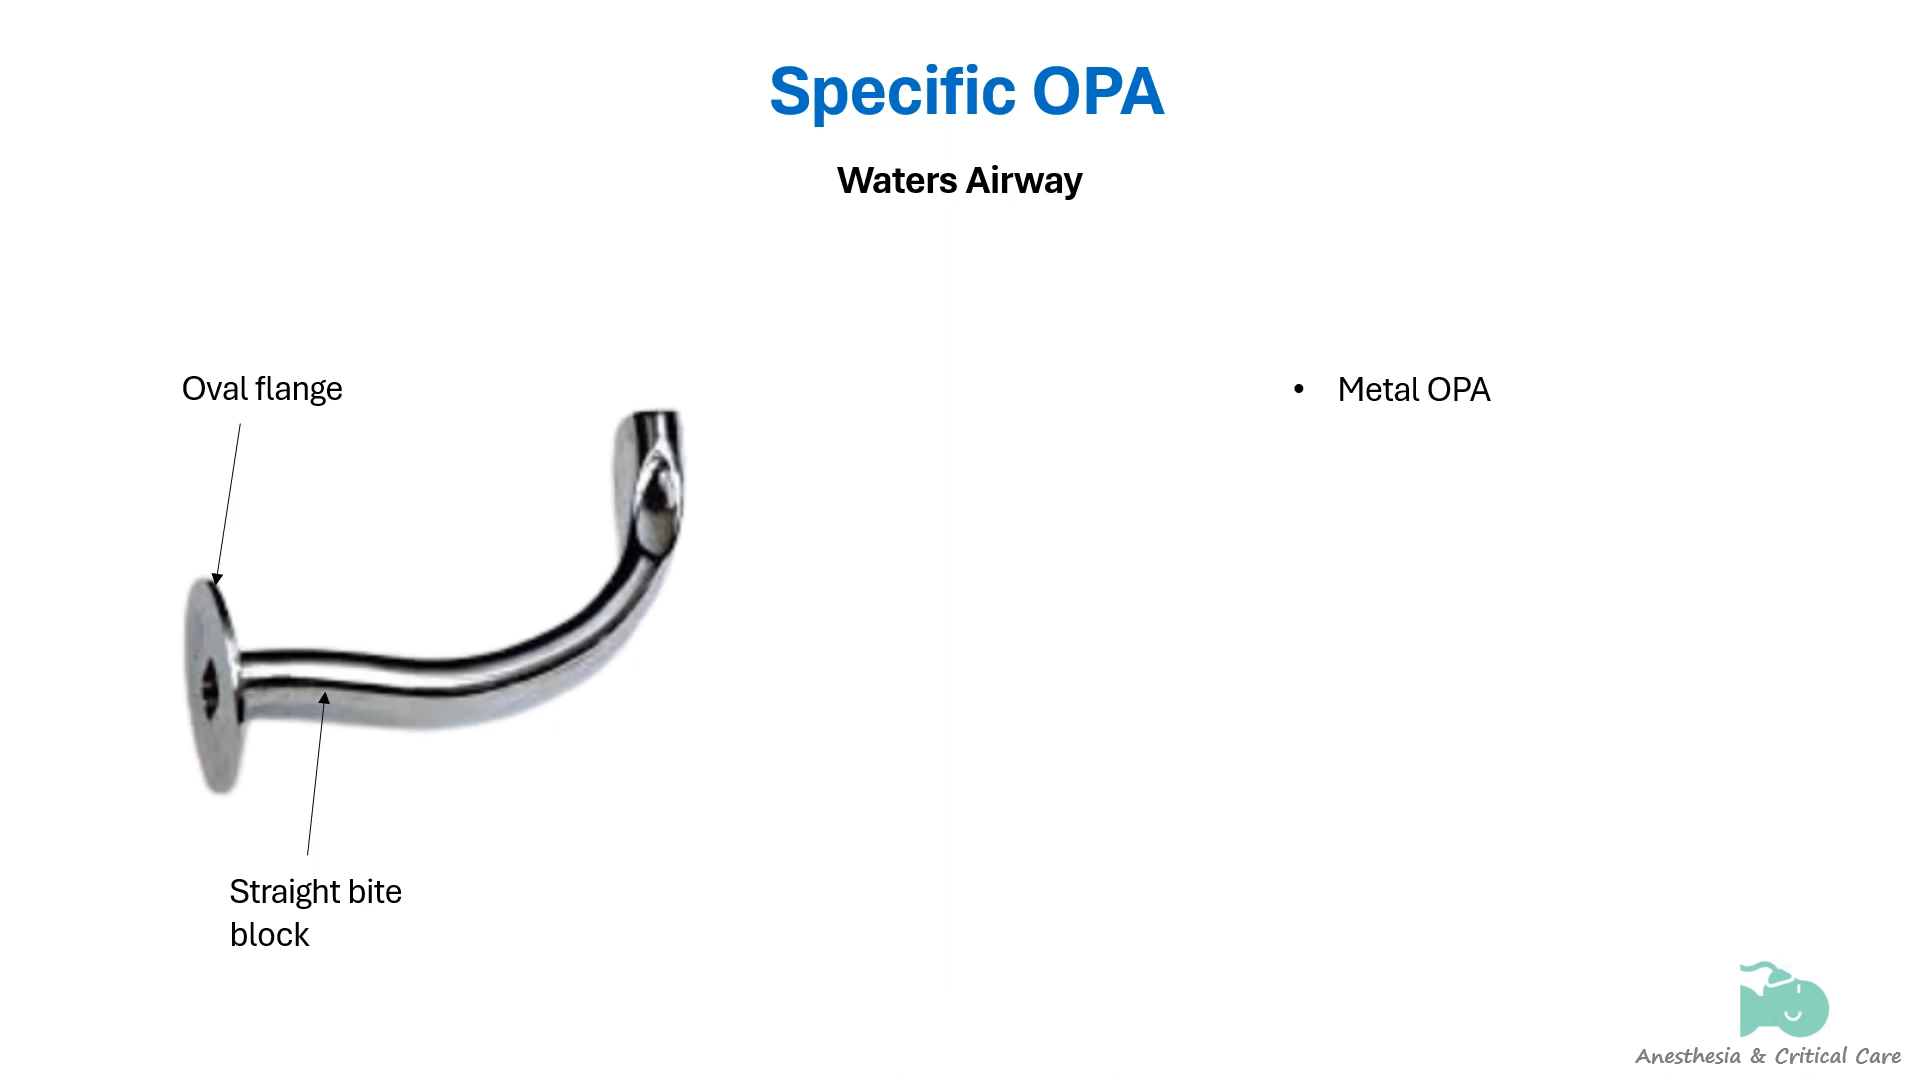 Specific OPA
Waters Airway
Oval flange
• Metal OPA
Straight bite
block
Anesthesia & Critical Care